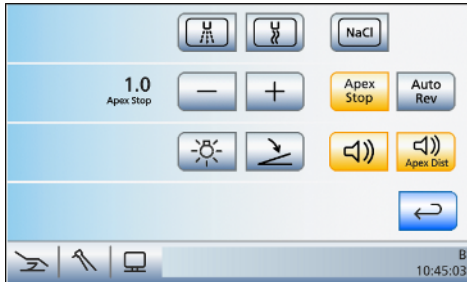 NaCl
1.0
Apex Stop
Apex
Stop
Auto
Rev
Apex Dist
B
10:45:03